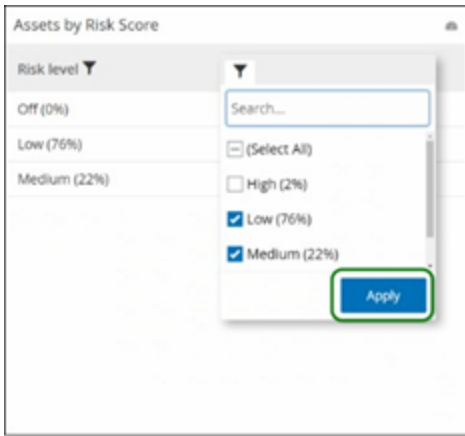 Assets by Risk Score
Risk level
Off (0%)
Low (76%)
Medium (22%)
Search...
(Select All)
High (2%)
Low (76%)
Medium (22%)
Apply